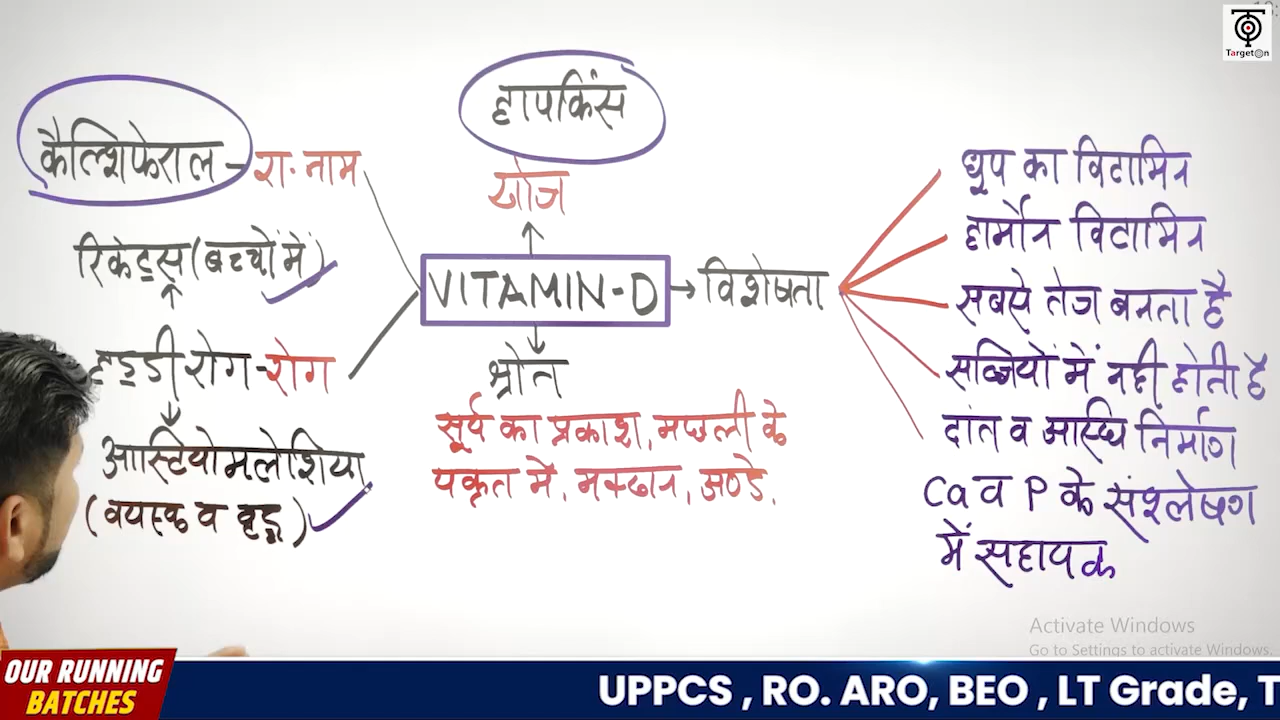 TargetOn
हापकिंस
कैल्शिफेराल - रा. नाम
खोज
धूप का विटामिन
हार्मोन विटामिन
रिकेट्स (बच्चों में)
VITAMIN-D → विशेषता
सबसे तेज बनता है
हड्डी रोग - रोग
श्रोत
सब्जियों में नही होती है
सूर्य का प्रकाश, मछली के
यकृत में, मक्खन, अण्डे.
दांत व अस्थि निर्माण
आस्टियोमलेशिया
(वयस्क व वृद्ध)
Ca व P के संश्लेषण
में सहायक
Activate Windows
Go to Settings to activate Windows.
OUR RUNNING
BATCHES
UPPCS , RO. ARO, BEO , LT Grade, T